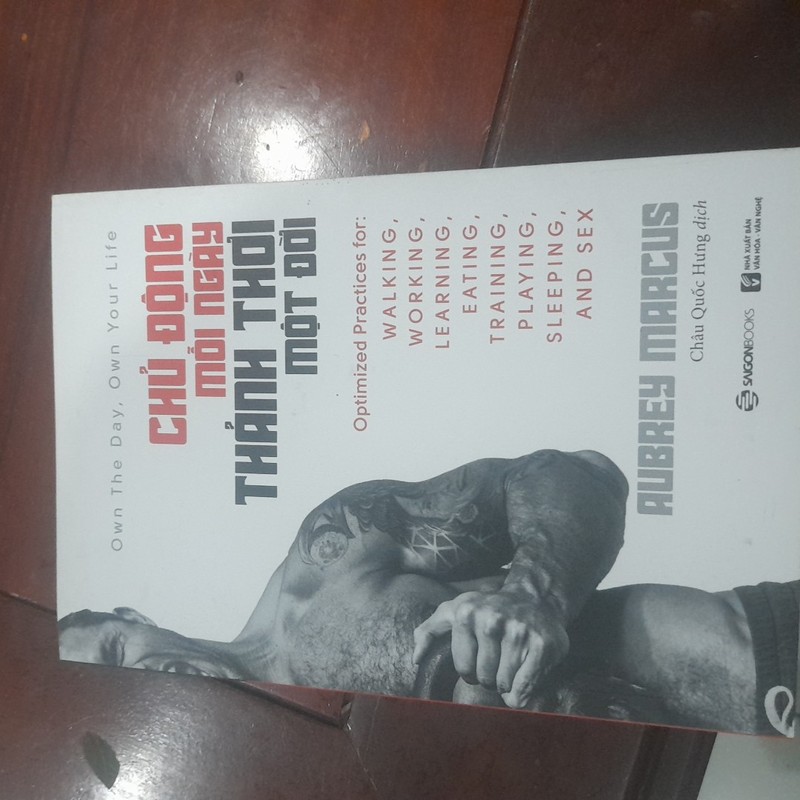 Own The Day, Own Your Life
CHỦ ĐỘNG
MỖI NGÀY
THẢNH THƠI
MỘT ĐỜI
Optimized Practices for:
WALKING,
WORKING,
LEARNING,
EATING,
TRAINING,
PLAYING,
SLEEPING,
AND SEX
AUBREY MARCUS
Châu Quốc Hưng dịch
SAIGONBOOKS
NHÀ XUẤT BẢN
VĂN HÓA - VĂN NGHỆ